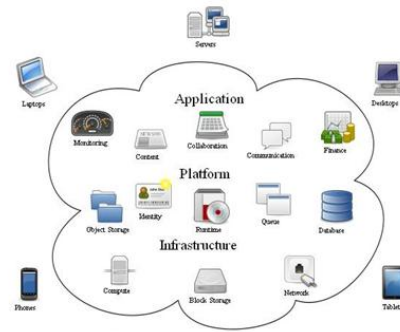 Servers
Laptops
Desktops
Application
Monitoring
Content
Collaboration
Communication
Finance
Platform
Object Storage
Identity
Runtime
Queue
Database
Infrastructure
Compute
Block Storage
Network
Phones
Tablet